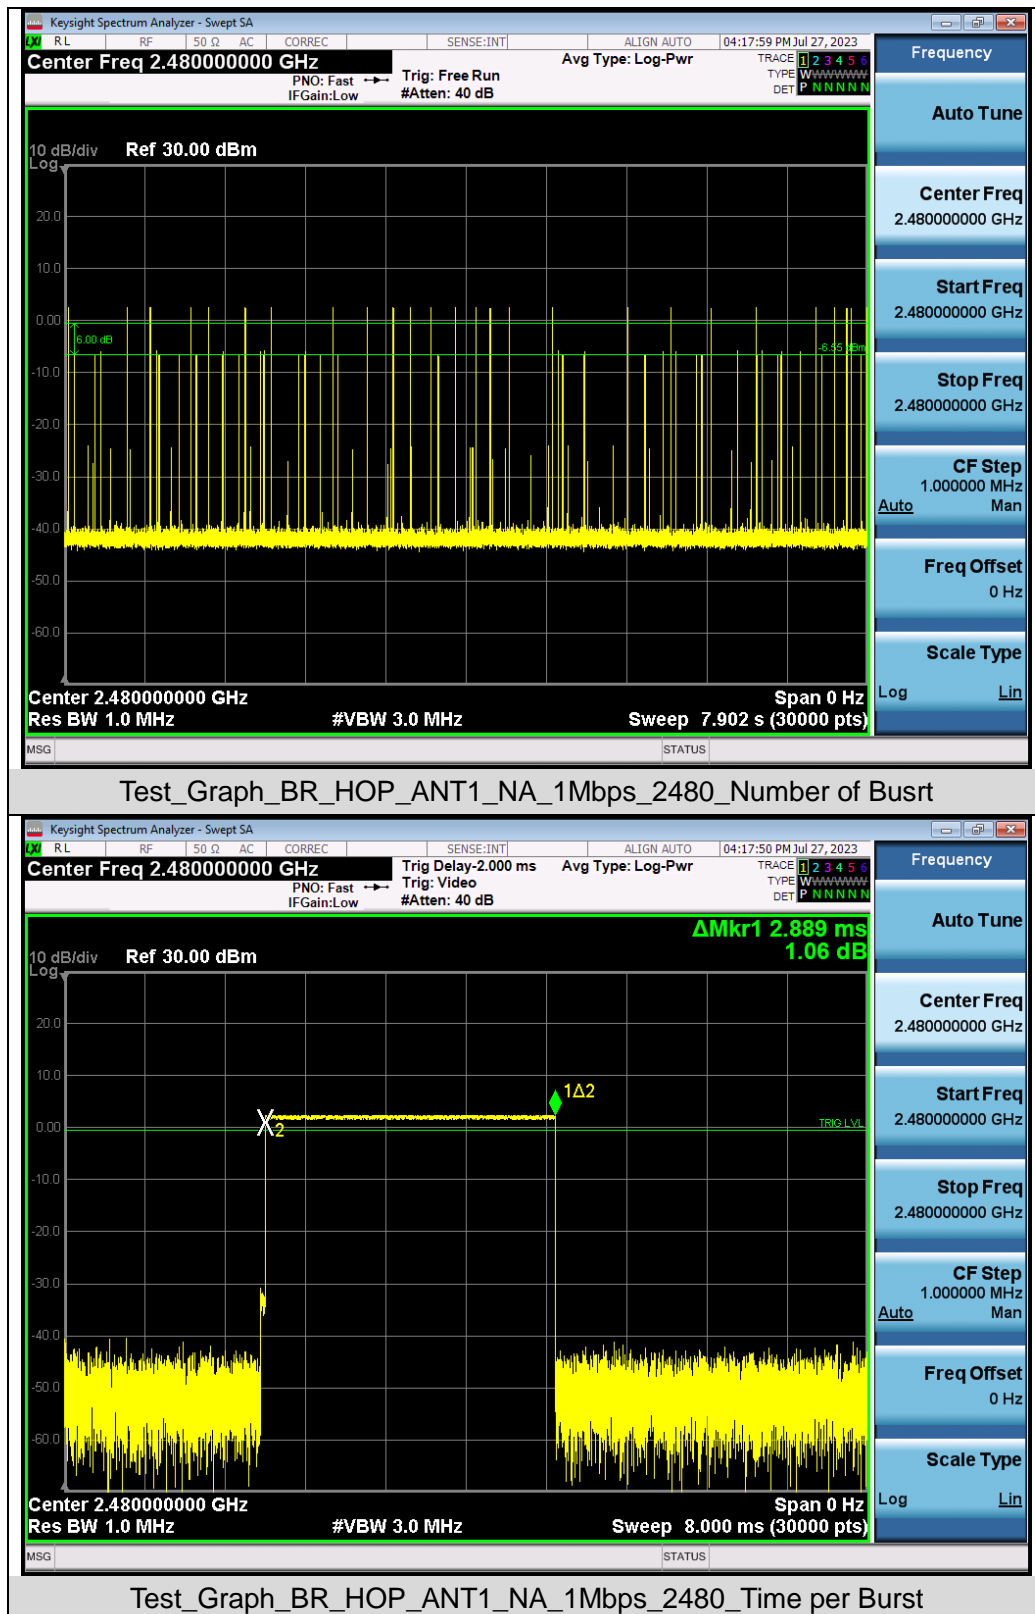 Keysight Spectrum Analyzer - Swept SA
LXI RL RF 50 Ω AC CORREC SENSE:INT ALIGN AUTO 04:17:59 PM Jul 27, 2023
Center Freq 2.480000000 GHz Avg Type: Log-Pwr TRACE 1 2 3 4 5 6
PNO: Fast Trig: Free Run TYPE WWWWWW
IFGain:Low #Atten: 40 dB DET P NNNNN
10 dB/div Ref 30.00 dBm
Log
20.0
10.0
0.00
6.00 dB
-6.55 dBm
-10.0
-20.0
-30.0
-40.0
-50.0
-60.0
Center 2.480000000 GHz Span 0 Hz
Res BW 1.0 MHz #VBW 3.0 MHz Sweep 7.902 s (30000 pts)
MSG STATUS
Frequency
Auto Tune
Center Freq
2.480000000 GHz
Start Freq
2.480000000 GHz
Stop Freq
2.480000000 GHz
CF Step
1.000000 MHz
Auto Man
Freq Offset
0 Hz
Scale Type
Log Lin
Test_Graph_BR_HOP_ANT1_NA_1Mbps_2480_Number of Busrt
Keysight Spectrum Analyzer - Swept SA
LXI RL RF 50 Ω AC CORREC SENSE:INT ALIGN AUTO 04:17:50 PM Jul 27, 2023
Center Freq 2.480000000 GHz Trig Delay-2.000 ms Avg Type: Log-Pwr TRACE 1 2 3 4 5 6
PNO: Fast Trig: Video TYPE WWWWWW
IFGain:Low #Atten: 40 dB DET P NNNNN
ΔMkr1 2.889 ms
1.06 dB
10 dB/div Ref 30.00 dBm
Log
20.0
10.0
1Δ2
0.00
2
TRIG LVL
-10.0
-20.0
-30.0
-40.0
-50.0
-60.0
Center 2.480000000 GHz Span 0 Hz
Res BW 1.0 MHz #VBW 3.0 MHz Sweep 8.000 ms (30000 pts)
MSG STATUS
Frequency
Auto Tune
Center Freq
2.480000000 GHz
Start Freq
2.480000000 GHz
Stop Freq
2.480000000 GHz
CF Step
1.000000 MHz
Auto Man
Freq Offset
0 Hz
Scale Type
Log Lin
Test_Graph_BR_HOP_ANT1_NA_1Mbps_2480_Time per Burst